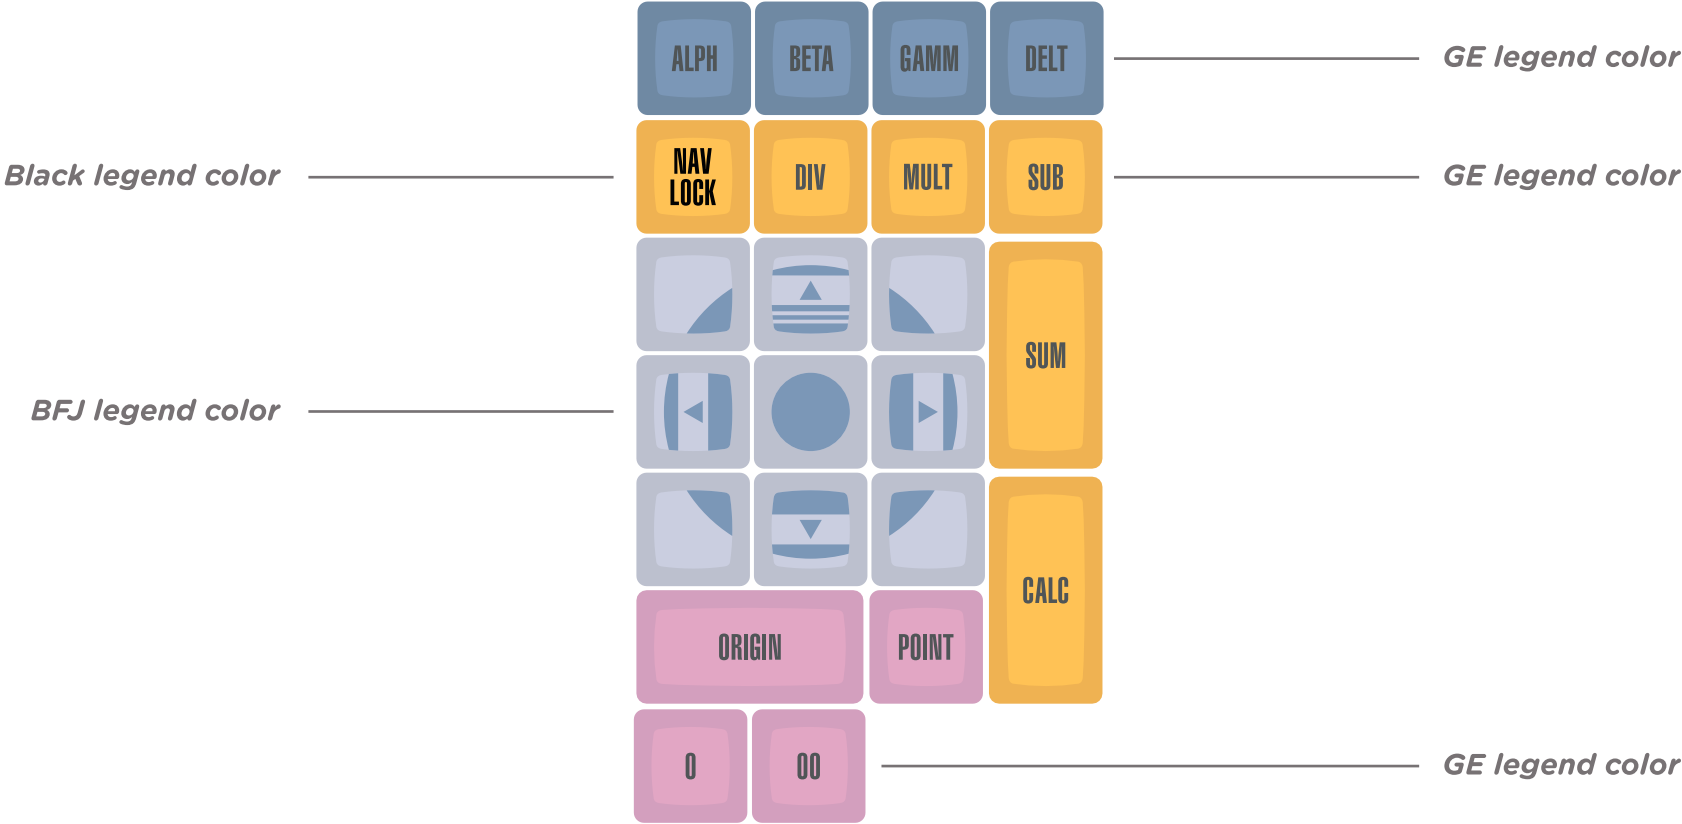 ALPH BETA GAMM DELT GE legend color
Black legend color NAV LOCK DIV MULT SUB GE legend color
SUM
BFJ legend color
CALC
ORIGIN POINT
0 00 GE legend color